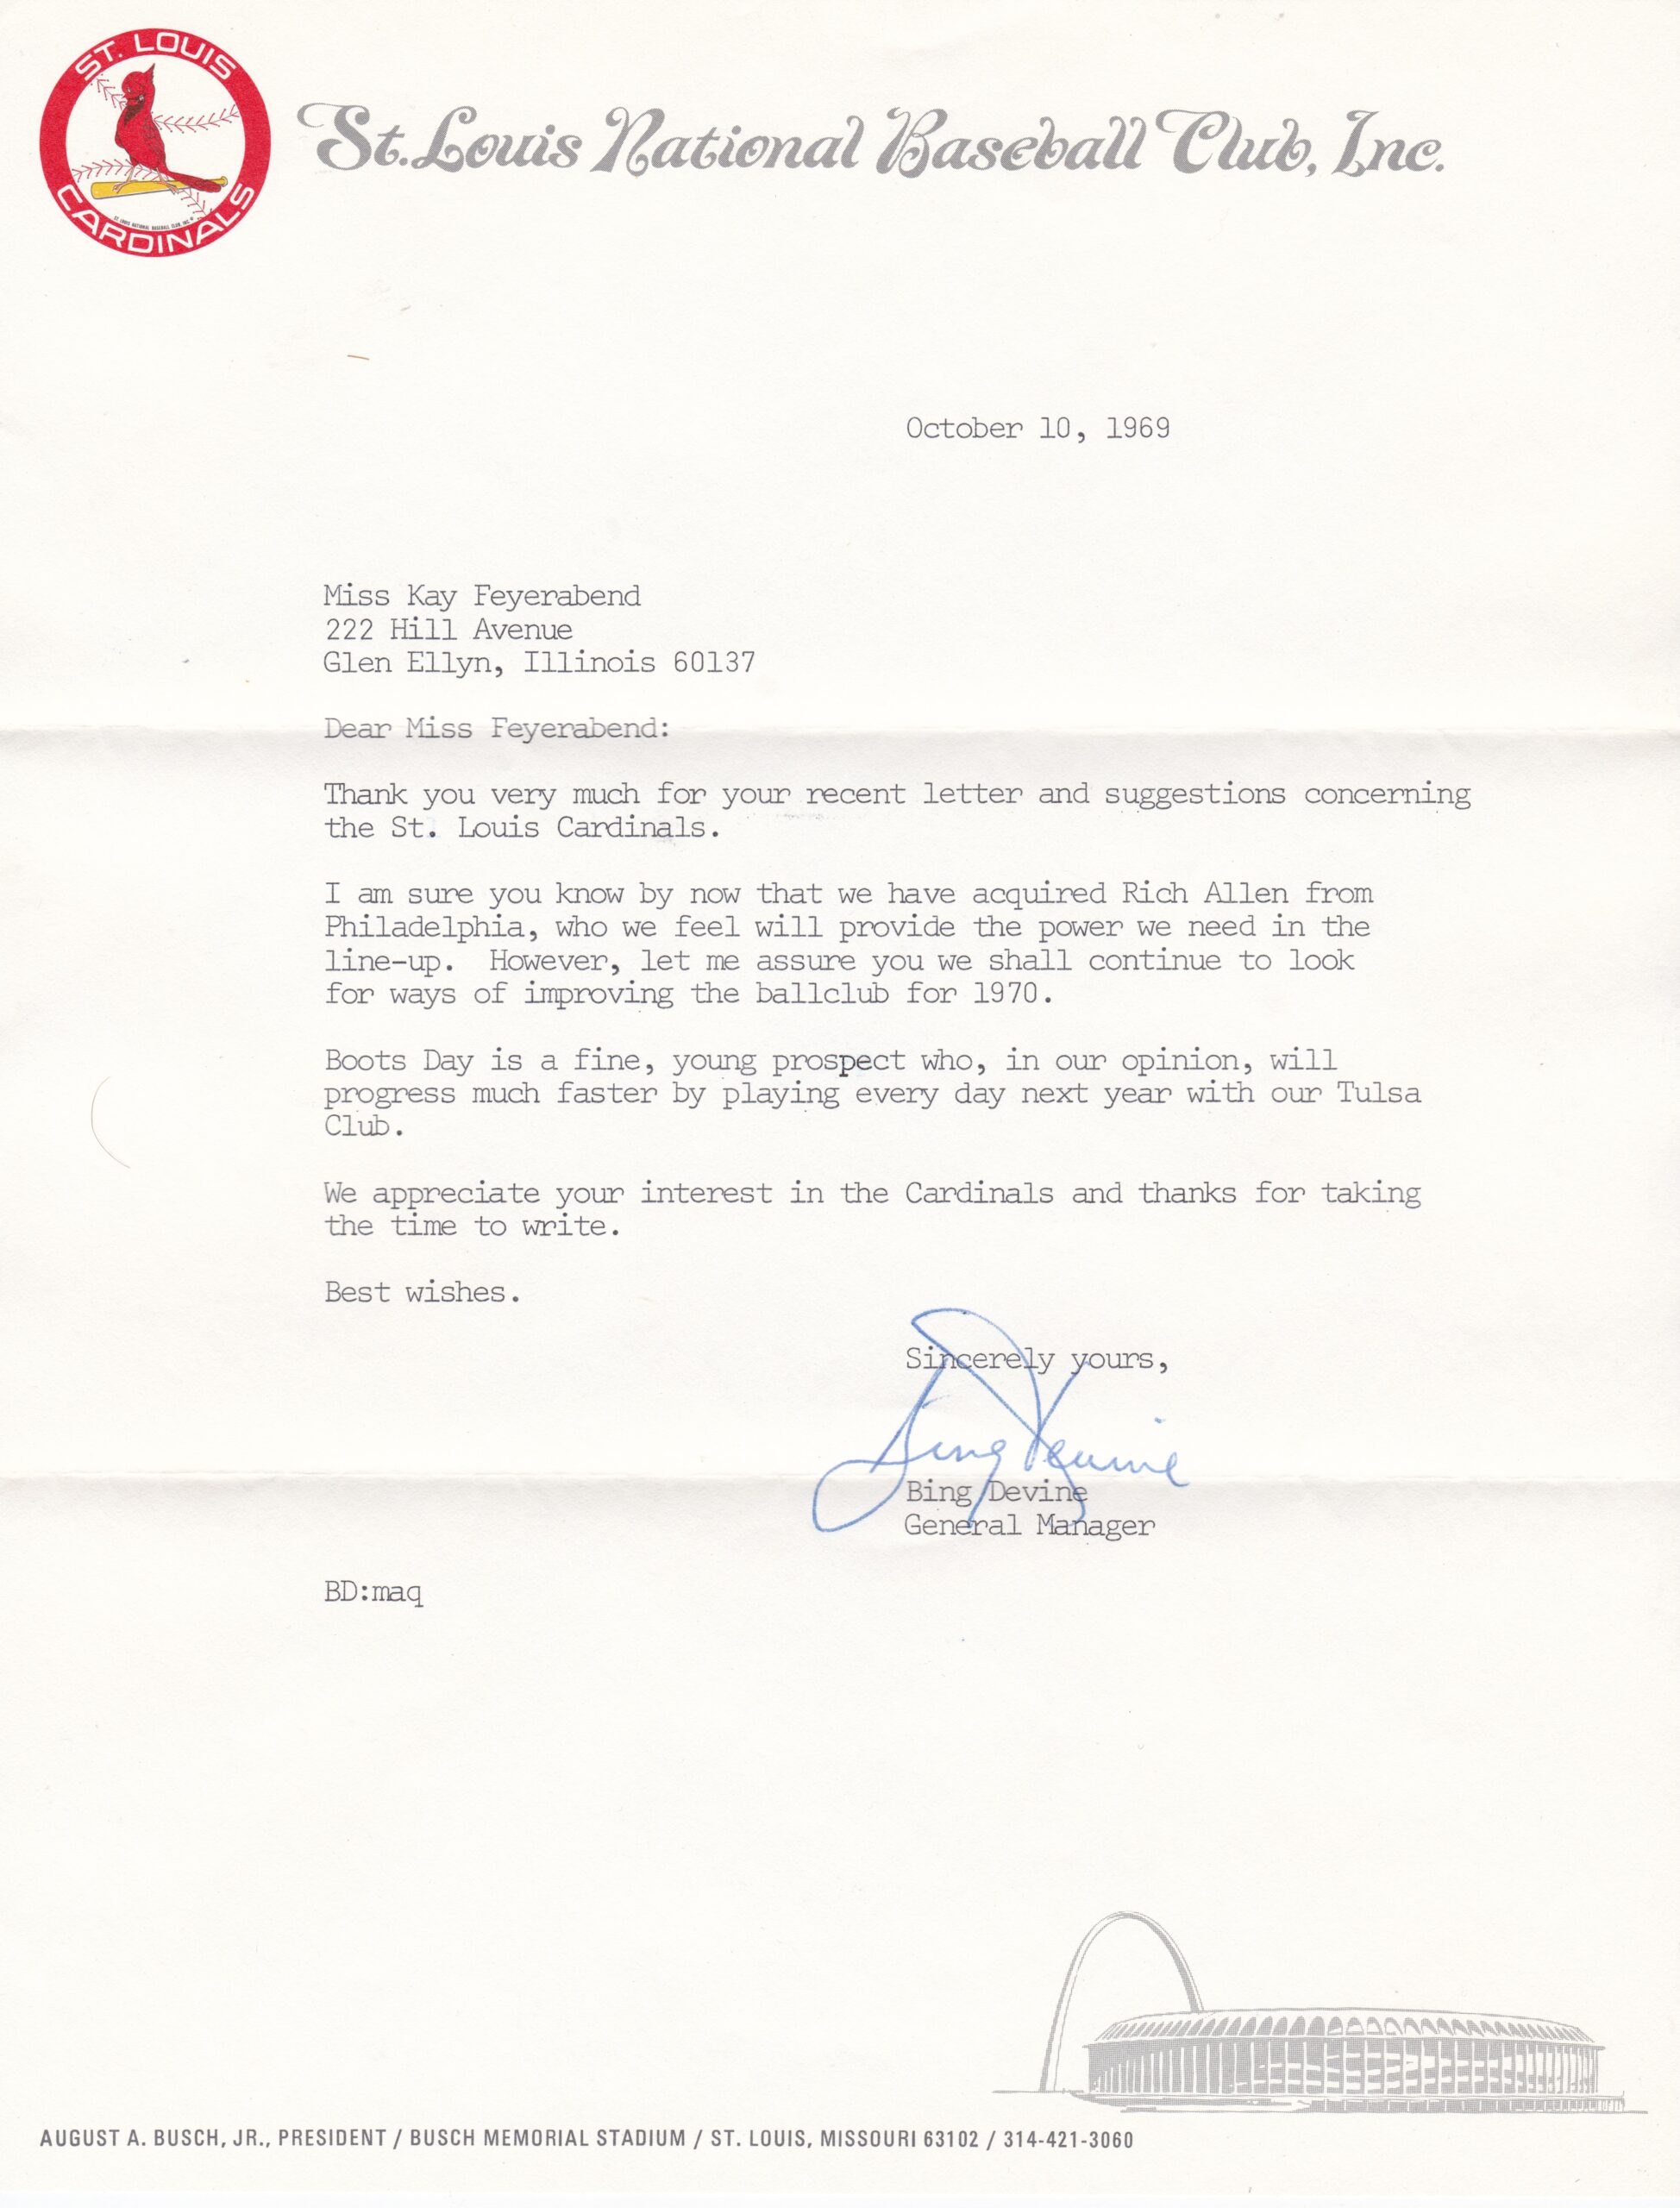 ST. LOUIS
CARDINALS
St. Louis National Baseball Club, Inc.
October 10, 1969
Miss Kay Feyerabend
222 Hill Avenue
Glen Ellyn, Illinois 60137
Dear Miss Feyerabend:
Thank you very much for your recent letter and suggestions concerning
the St. Louis Cardinals.
I am sure you know by now that we have acquired Rich Allen from
Philadelphia, who we feel will provide the power we need in the
line-up.  However, let me assure you we shall continue to look
for ways of improving the ballclub for 1970.
Boots Day is a fine, young prospect who, in our opinion, will
progress much faster by playing every day next year with our Tulsa
Club.
We appreciate your interest in the Cardinals and thanks for taking
the time to write.
Best wishes.
Sincerely yours,
Bing Devine
Bing Devine
General Manager
BD:maq
AUGUST A. BUSCH, JR., PRESIDENT / BUSCH MEMORIAL STADIUM / ST. LOUIS, MISSOURI 63102 / 314-421-3060